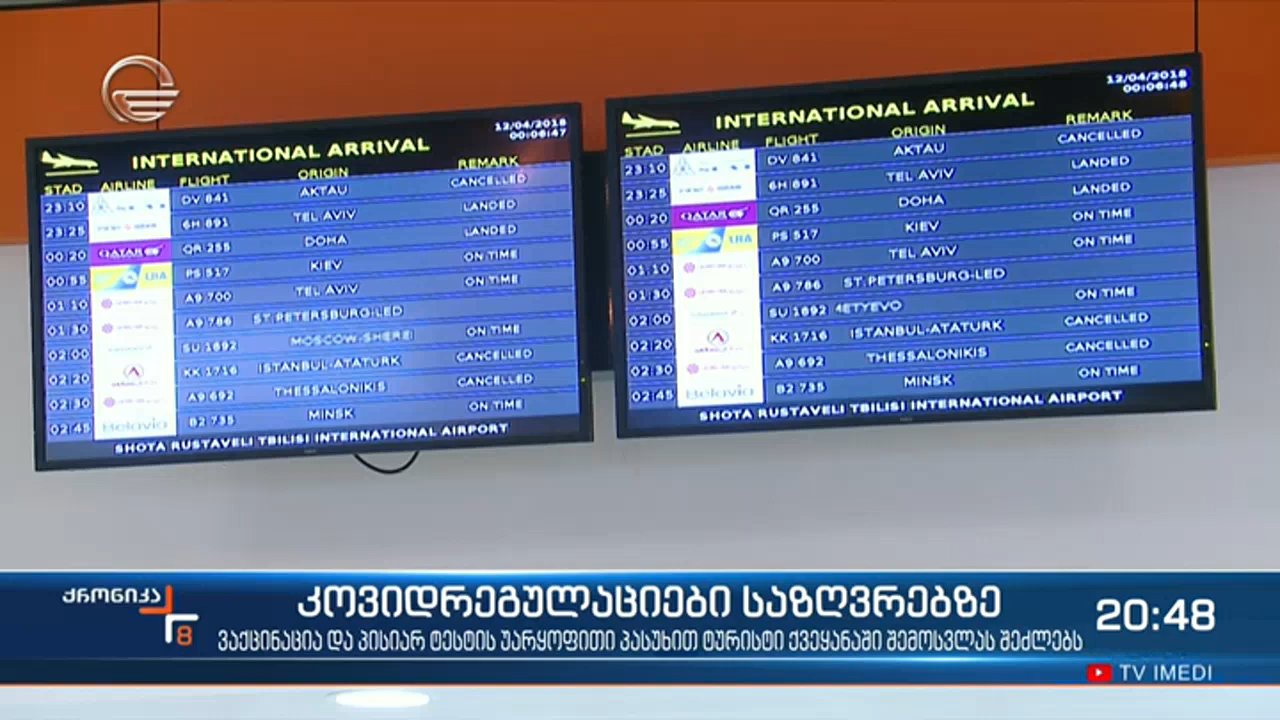 12/04/2018
00:06:47
INTERNATIONAL ARRIVAL
STAD AIRLINE FLIGHT ORIGIN REMARK
23:10 DV 841 AKTAU CANCELLED
23:25 6H 891 TEL AVIV LANDED
00:20 QATAR QR 255 DOHA LANDED
00:55 UIA PS 517 KIEV ON TIME
01:10 A9 700 TEL AVIV ON TIME
01:30 A9 786 ST.PETERSBURG-LED
02:00 SU 1892 MOSCOW-SHERE ON TIME
02:20 KK 1716 ISTANBUL-ATATURK CANCELLED
02:30 A9 692 THESSALONIKIS CANCELLED
02:45 Belavia B2 735 MINSK ON TIME
SHOTA RUSTAVELI TBILISI INTERNATIONAL AIRPORT
12/04/2018
00:06:48
INTERNATIONAL ARRIVAL
STAD AIRLINE FLIGHT ORIGIN REMARK
23:10 DV 841 AKTAU CANCELLED
23:25 6H 891 TEL AVIV LANDED
00:20 QATAR QR 255 DOHA LANDED
00:55 UIA PS 517 KIEV ON TIME
01:10 A9 700 TEL AVIV ON TIME
01:30 A9 786 ST.PETERSBURG-LED
02:00 SU 1892 METYEVO ON TIME
02:20 KK 1716 ISTANBUL-ATATURK CANCELLED
02:30 A9 692 THESSALONIKIS CANCELLED
02:45 Belavia B2 735 MINSK ON TIME
SHOTA RUSTAVELI TBILISI INTERNATIONAL AIRPORT
ქრონიკა
8
კოვიდრეგულაციები საზღვრებზე
ვაქცინაცია და პისიარ ტესტის უარყოფითი პასუხით ტურისტი ქვეყანაში შემოსვლას შეძლებს
20:48
TV IMEDI